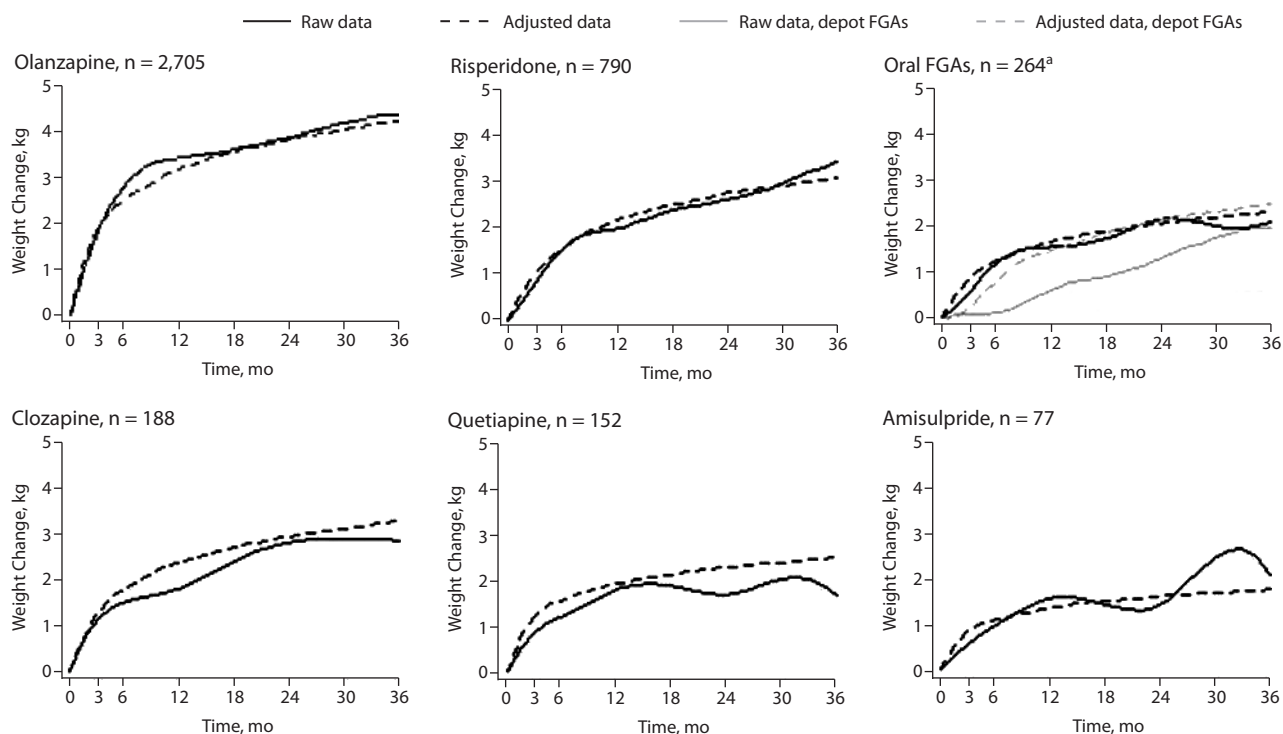 Raw data Adjusted data Raw data, depot FGAs Adjusted data, depot FGAs
Olanzapine, n = 2,705
Weight Change, kg
5
4
3
2
1
0
0 3 6 12 18 24 30 36
Time, mo
Risperidone, n = 790
Weight Change, kg
5
4
3
2
1
0
0 3 6 12 18 24 30 36
Time, mo
Oral FGAs, n = 264ᵃ
Weight Change, kg
5
4
3
2
1
0
0 3 6 12 18 24 30 36
Time, mo
Clozapine, n = 188
Weight Change, kg
5
4
3
2
1
0
0 3 6 12 18 24 30 36
Time, mo
Quetiapine, n = 152
Weight Change, kg
5
4
3
2
1
0
0 3 6 12 18 24 30 36
Time, mo
Amisulpride, n = 77
Weight Change, kg
5
4
3
2
1
0
0 3 6 12 18 24 30 36
Time, mo